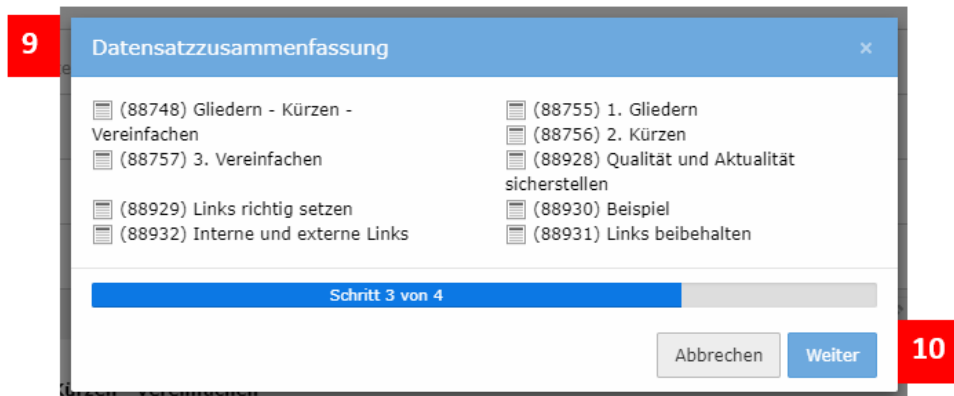 9
Datensatzzusammenfassung ×
(88748) Gliedern - Kürzen -
Vereinfachen
(88755) 1. Gliedern
(88756) 2. Kürzen
(88757) 3. Vereinfachen
(88928) Qualität und Aktualität
sicherstellen
(88929) Links richtig setzen
(88930) Beispiel
(88932) Interne und externe Links
(88931) Links beibehalten
Schritt 3 von 4
Abbrechen
Weiter
10